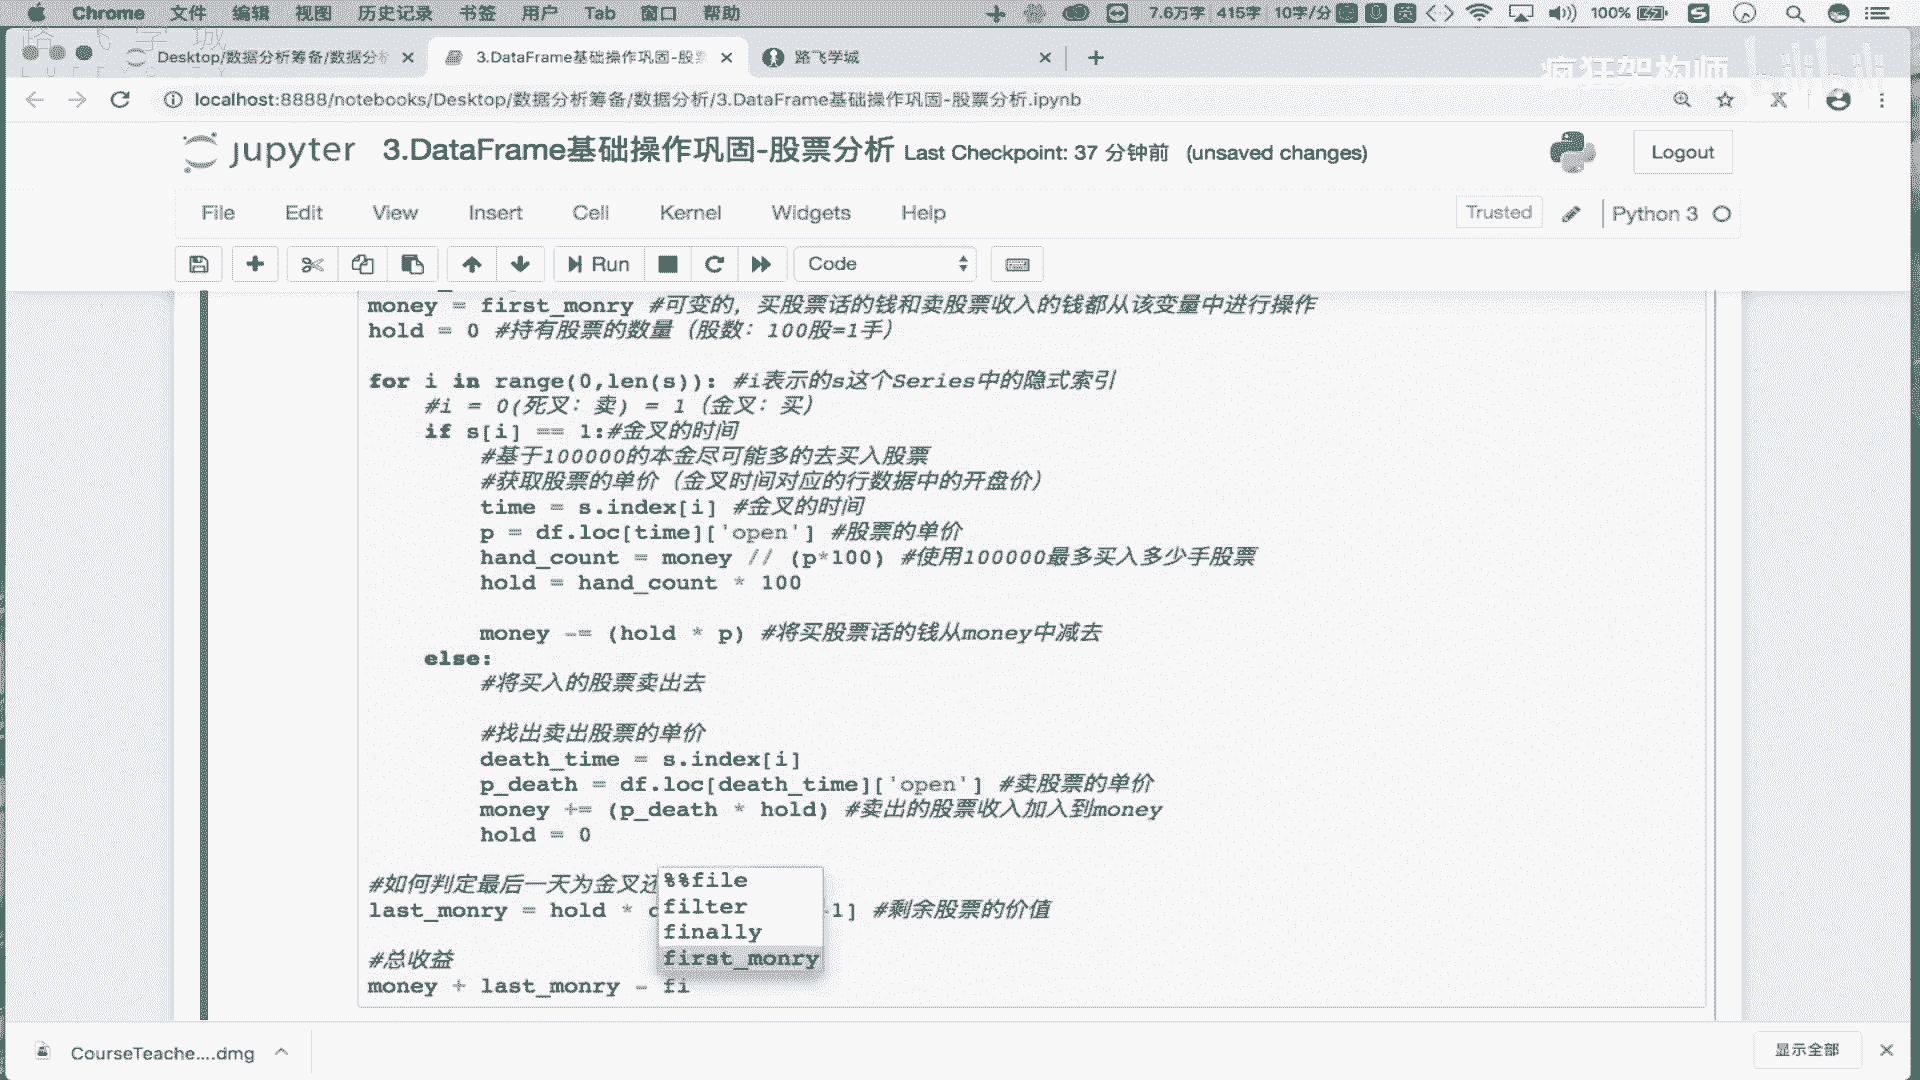 Chrome 文件 编辑 视图 历史记录 书签 用户 Tab 窗口 帮助 7.6万字 415字 10字/分 英 100%
Desktop/数据分析筹备/数据分析 3.DataFrame基础操作巩固-股票 路飞学城
疯狂架构师 bilibili
localhost:8888/notebooks/Desktop/数据分析筹备/数据分析/3.DataFrame基础操作巩固-股票分析.ipynb
jupyter 3.DataFrame基础操作巩固-股票分析 Last Checkpoint: 37 分钟前 (unsaved changes) Logout
File Edit View Insert Cell Kernel Widgets Help Trusted Python 3
Run Code
money = first_monry #可变的，买股票话的钱和卖股票收入的钱都从该变量中进行操作
hold = 0 #持有股票的数量（股数：100股=1手）
for i in range(0,len(s)): #i表示的s这个Series中的隐式索引
#i = 0(死叉：卖) = 1（金叉：买）
if s[i] == 1:#金叉的时间
#基于100000的本金尽可能多的去买入股票
#获取股票的单价（金叉时间对应的行数据中的开盘价）
time = s.index[i] #金叉的时间
p = df.loc[time]['open'] #股票的单价
hand_count = money // (p*100) #使用100000最多买入多少手股票
hold = hand_count * 100
money -= (hold * p) #将买股票话的钱从money中减去
else:
#将买入的股票卖出去
#找出卖出股票的单价
death_time = s.index[i]
p_death = df.loc[death_time]['open'] #卖股票的单价
money += (p_death * hold) #卖出的股票收入加入到money
hold = 0
#如何判定最后一天为金叉还 %%file
filter
last_monry = hold * 1] #剩余股票的价值
finally
first_monry
#总收益
money + last_monry - fi
CourseTeache....dmg 显示全部